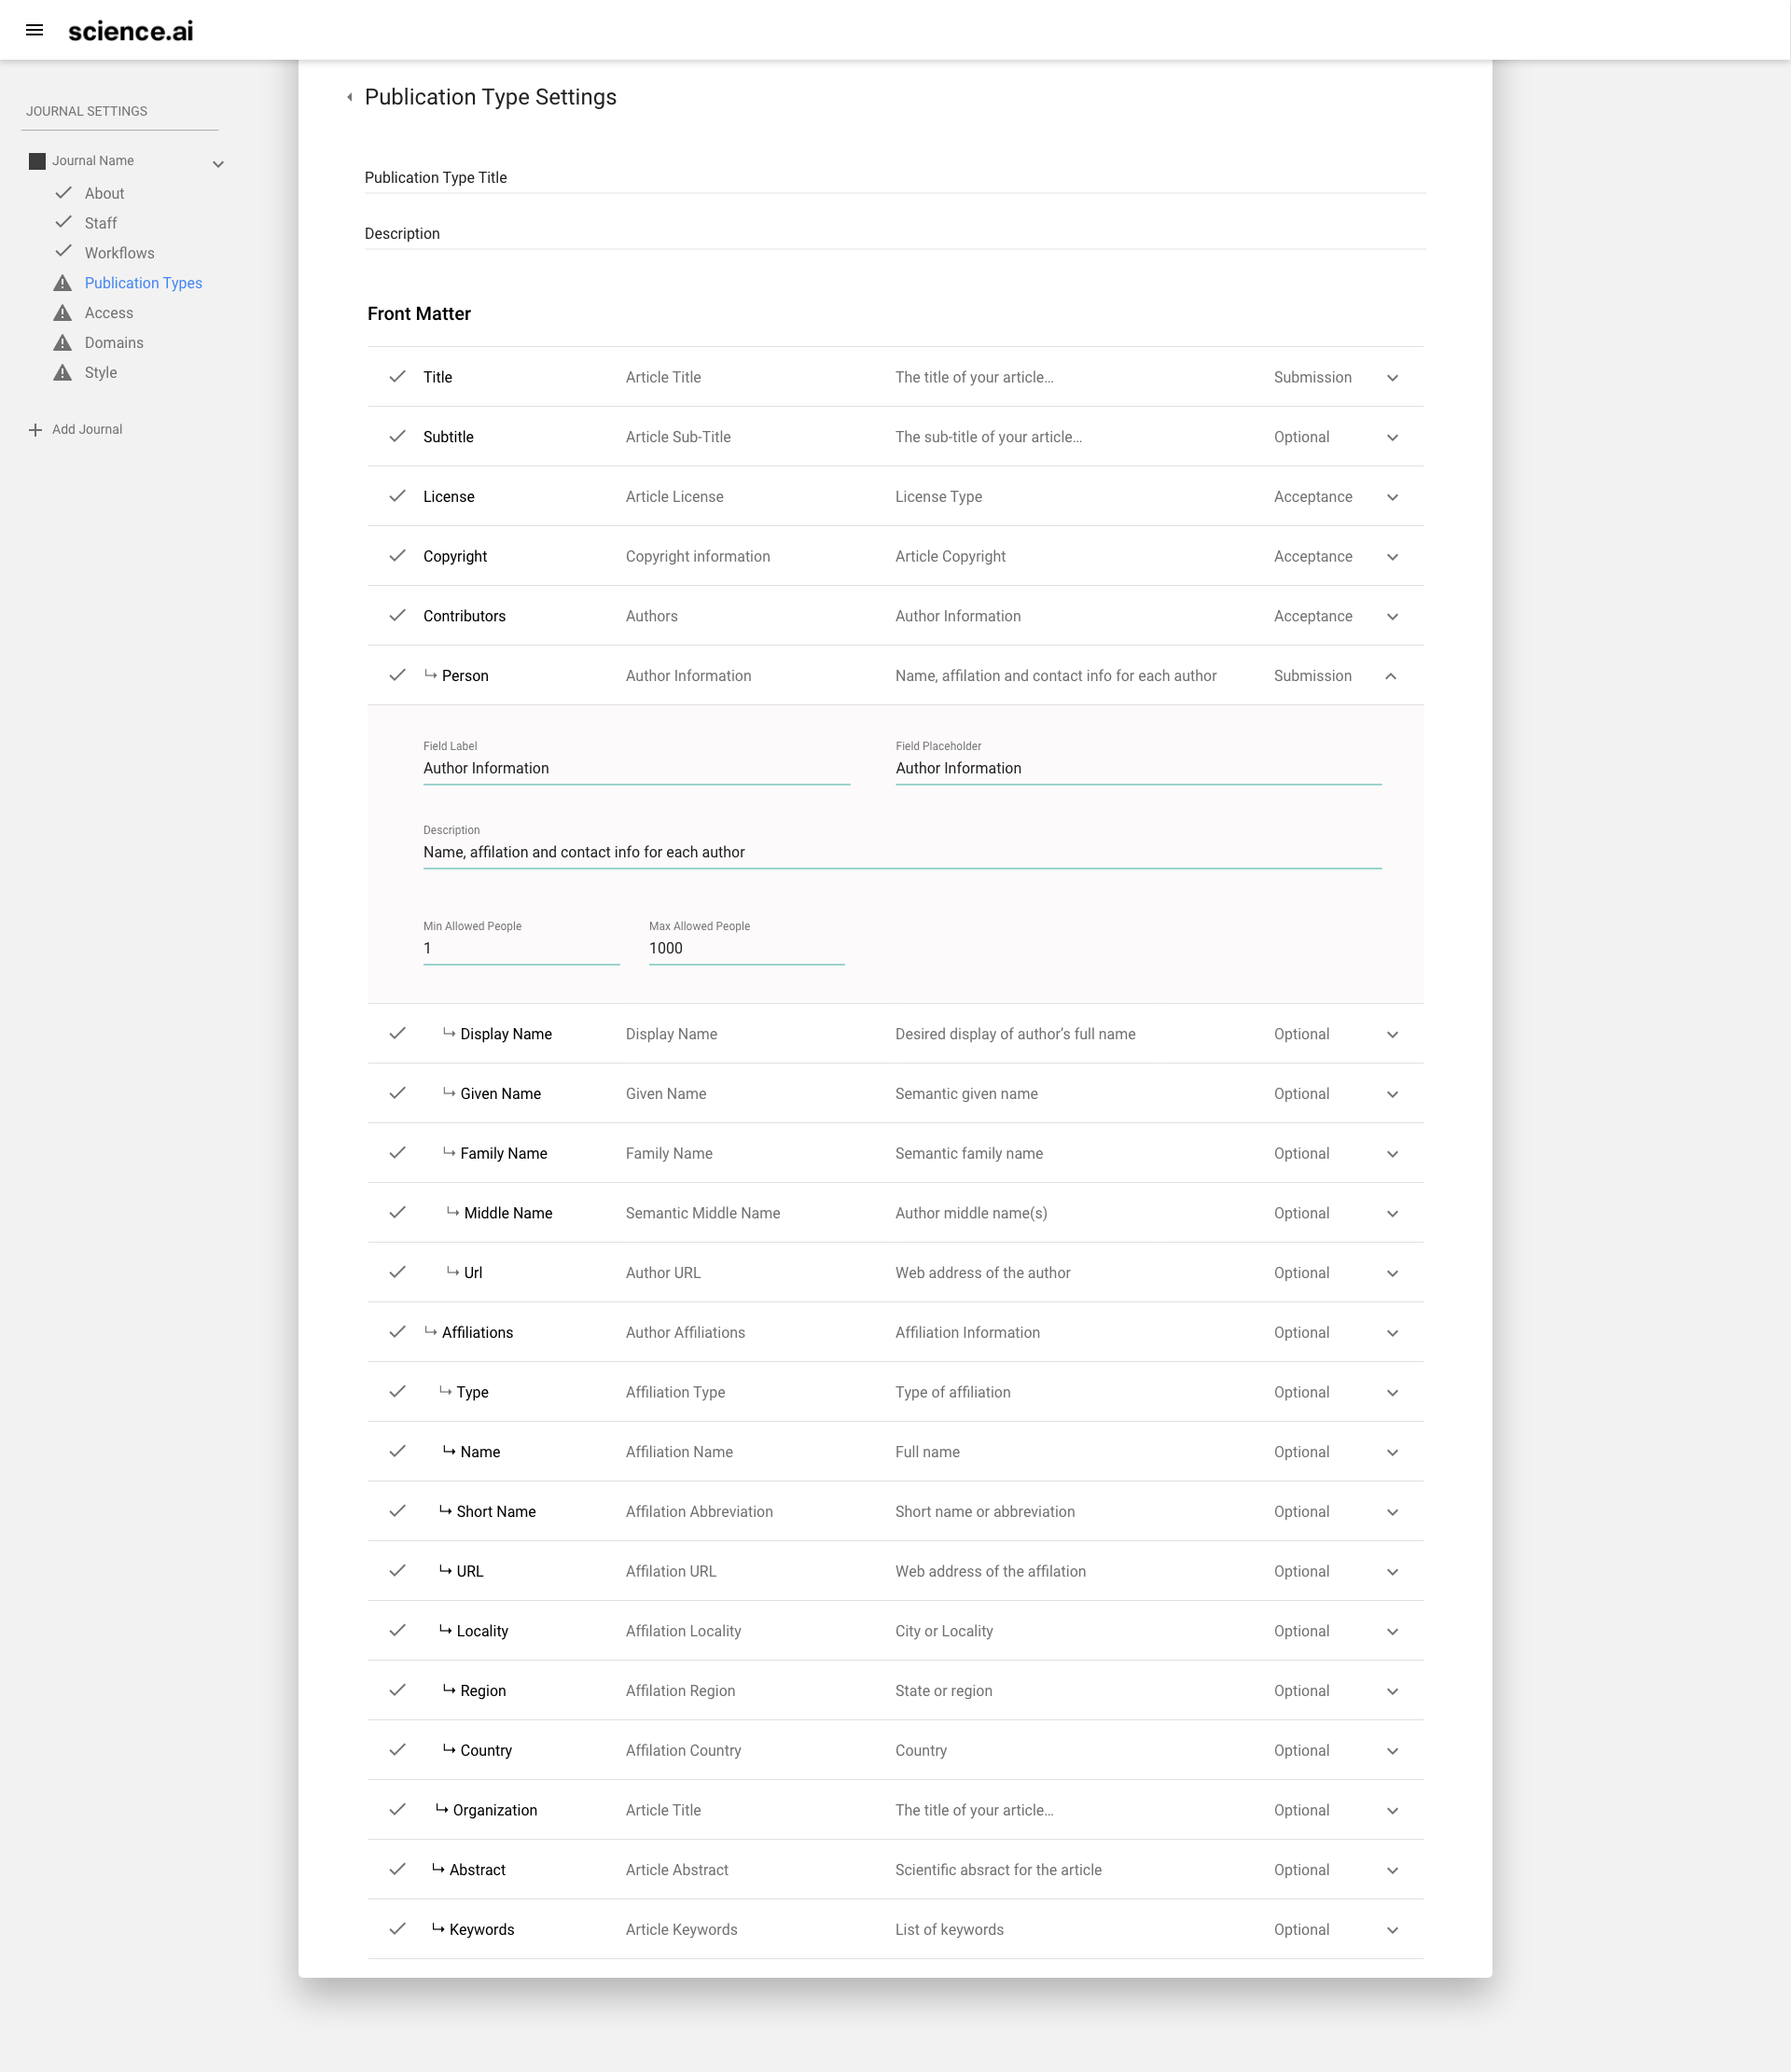 science.ai
JOURNAL SETTINGS
Journal Name
About
Staff
Workflows
Publication Types
Access
Domains
Style
Add Journal
Publication Type Settings
Publication Type Title
Description
Front Matter
Title Article Title The title of your article... Submission
Subtitle Article Sub-Title The sub-title of your article... Optional
License Article License License Type Acceptance
Copyright Copyright information Article Copyright Acceptance
Contributors Authors Author Information Acceptance
Person Author Information Name, affilation and contact info for each author Submission
Field Label Field Placeholder
Author Information Author Information
Description
Name, affilation and contact info for each author
Min Allowed People Max Allowed People
1 1000
Display Name Display Name Desired display of author’s full name Optional
Given Name Given Name Semantic given name Optional
Family Name Family Name Semantic family name Optional
Middle Name Semantic Middle Name Author middle name(s) Optional
Url Author URL Web address of the author Optional
Affiliations Author Affiliations Affiliation Information Optional
Type Affiliation Type Type of affiliation Optional
Name Affiliation Name Full name Optional
Short Name Affilation Abbreviation Short name or abbreviation Optional
URL Affilation URL Web address of the affilation Optional
Locality Affilation Locality City or Locality Optional
Region Affilation Region State or region Optional
Country Affilation Country Country Optional
Organization Article Title The title of your article... Optional
Abstract Article Abstract Scientific absract for the article Optional
Keywords Article Keywords List of keywords Optional